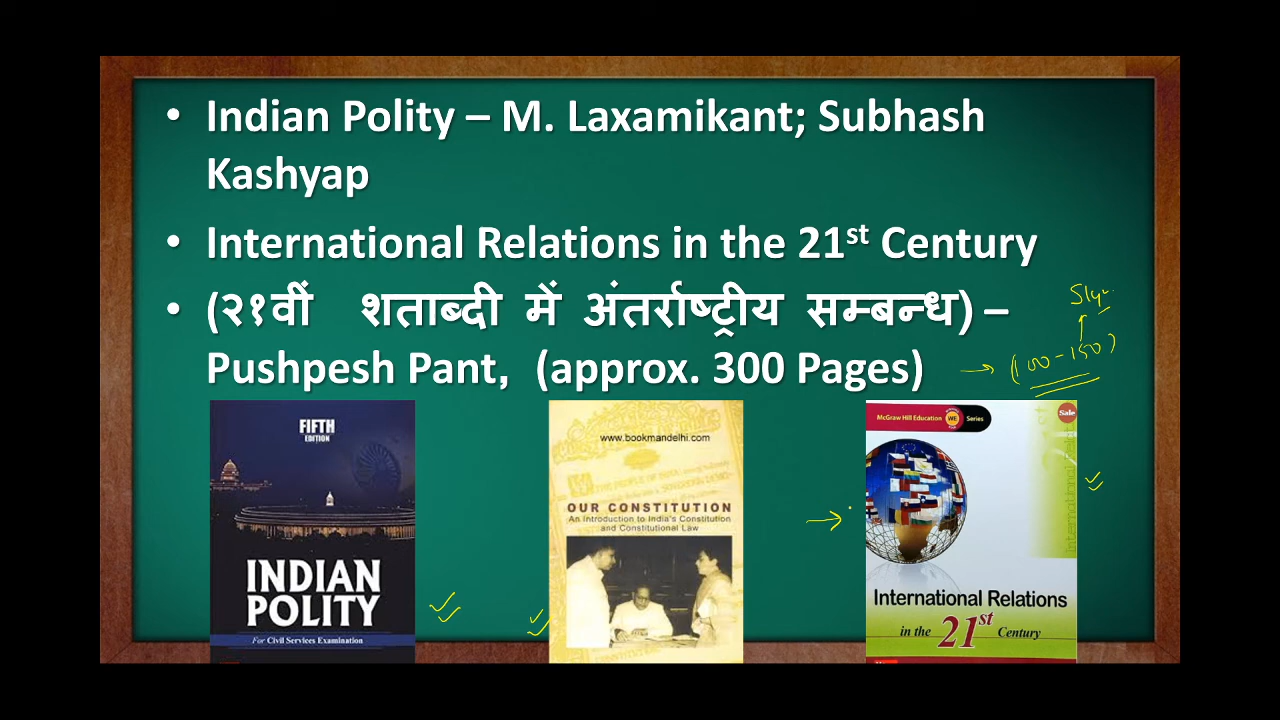 • Indian Polity – M. Laxamikant; Subhash
Kashyap
• International Relations in the 21st Century
• (२१वीं शताब्दी में अंतर्राष्ट्रीय सम्बन्ध) –
Pushpesh Pant, (approx. 300 Pages)
(100-150)
FIFTH
EDITION
INDIAN
POLITY
For Civil Services Examination
www.bookmandelhi.com
OUR CONSTITUTION
An Introduction to India's Constitution
and Constitutional Law
McGraw Hill Education WE Series
Sale
International Relations
in the 21st Century